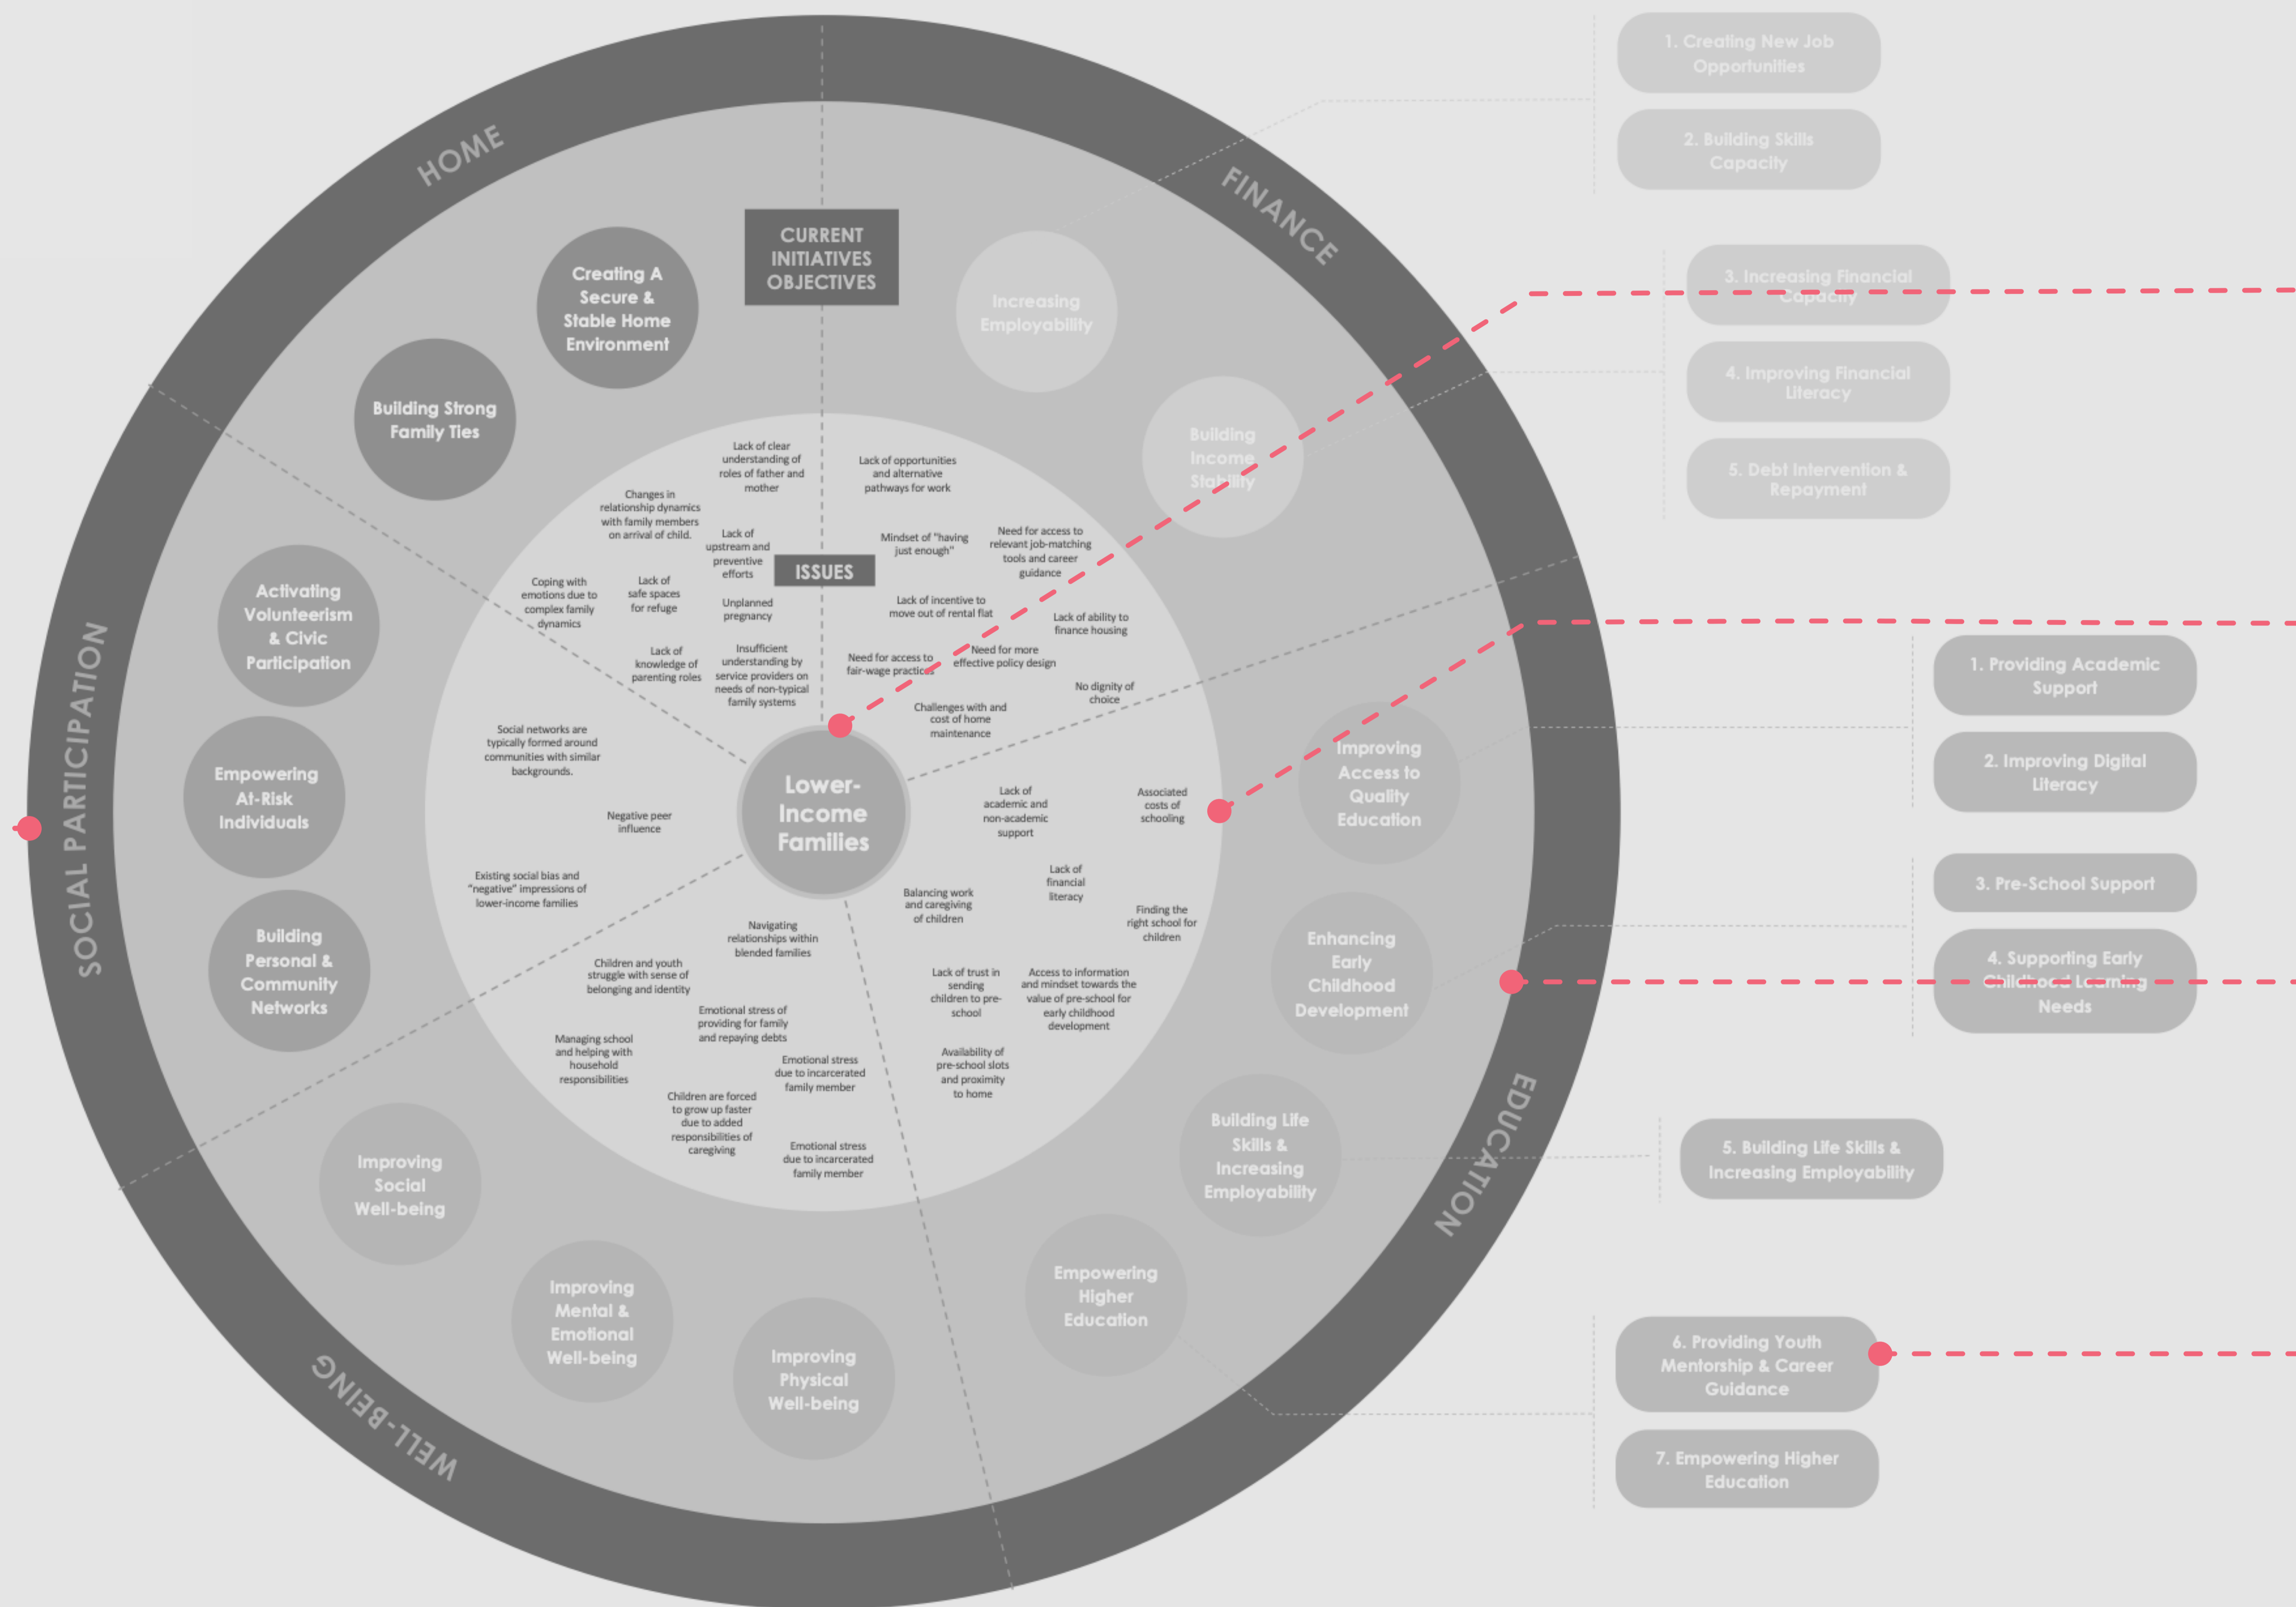 HOME
FINANCE
EDUCATION
WELL-BEING
SOCIAL PARTICIPATION
CURRENT
INITIATIVES
OBJECTIVES
Creating A
Secure &
Stable Home
Environment
Building Strong
Family Ties
Activating
Volunteerism
& Civic
Participation
Empowering
At-Risk
Individuals
Building
Personal &
Community
Networks
Improving
Social
Well-being
Improving
Mental &
Emotional
Well-being
Improving
Physical
Well-being
Increasing
Employability
Building
Income
Stability
Improving
Access to
Quality
Education
Enhancing
Early
Childhood
Development
Building Life
Skills &
Increasing
Employability
Empowering
Higher
Education
ISSUES
Lower-
Income
Families
Lack of clear
understanding of
roles of father and
mother
Changes in
relationship dynamics
with family members
on arrival of child.
Lack of
upstream and
preventive
efforts
Coping with
emotions due to
complex family
dynamics
Lack of
safe spaces
for refuge
Unplanned
pregnancy
Lack of
knowledge of
parenting roles
Insufficient
understanding by
service providers on
needs of non-typical
family systems
Lack of opportunities
and alternative
pathways for work
Mindset of "having
just enough"
Need for access to
relevant job-matching
tools and career
guidance
Lack of incentive to
move out of rental flat
Lack of ability to
finance housing
Need for access to
fair-wage practices
Need for more
effective policy design
No dignity of
choice
Challenges with and
cost of home
maintenance
Social networks are
typically formed around
communities with similar
backgrounds.
Negative peer
influence
Existing social bias and
“negative” impressions of
lower-income families
Lack of
academic and
non-academic
support
Associated
costs of
schooling
Lack of
financial
literacy
Balancing work
and caregiving
of children
Finding the
right school for
children
Lack of trust in
sending
children to pre-
school
Access to information
and mindset towards the
value of pre-school for
early childhood
development
Availability of
pre-school slots
and proximity
to home
Navigating
relationships within
blended families
Children and youth
struggle with sense of
belonging and identity
Emotional stress of
providing for family
and repaying debts
Managing school
and helping with
household
responsibilities
Emotional stress
due to incarcerated
family member
Children are forced
to grow up faster
due to added
responsibilities of
caregiving
Emotional stress
due to incarcerated
family member
1. Creating New Job
Opportunities
2. Building Skills
Capacity
3. Increasing Financial
Capacity
4. Improving Financial
Literacy
5. Debt Intervention &
Repayment
1. Providing Academic
Support
2. Improving Digital
Literacy
3. Pre-School Support
4. Supporting Early
Childhood Learning
Needs
5. Building Life Skills &
Increasing Employability
6. Providing Youth
Mentorship & Career
Guidance
7. Empowering Higher
Education